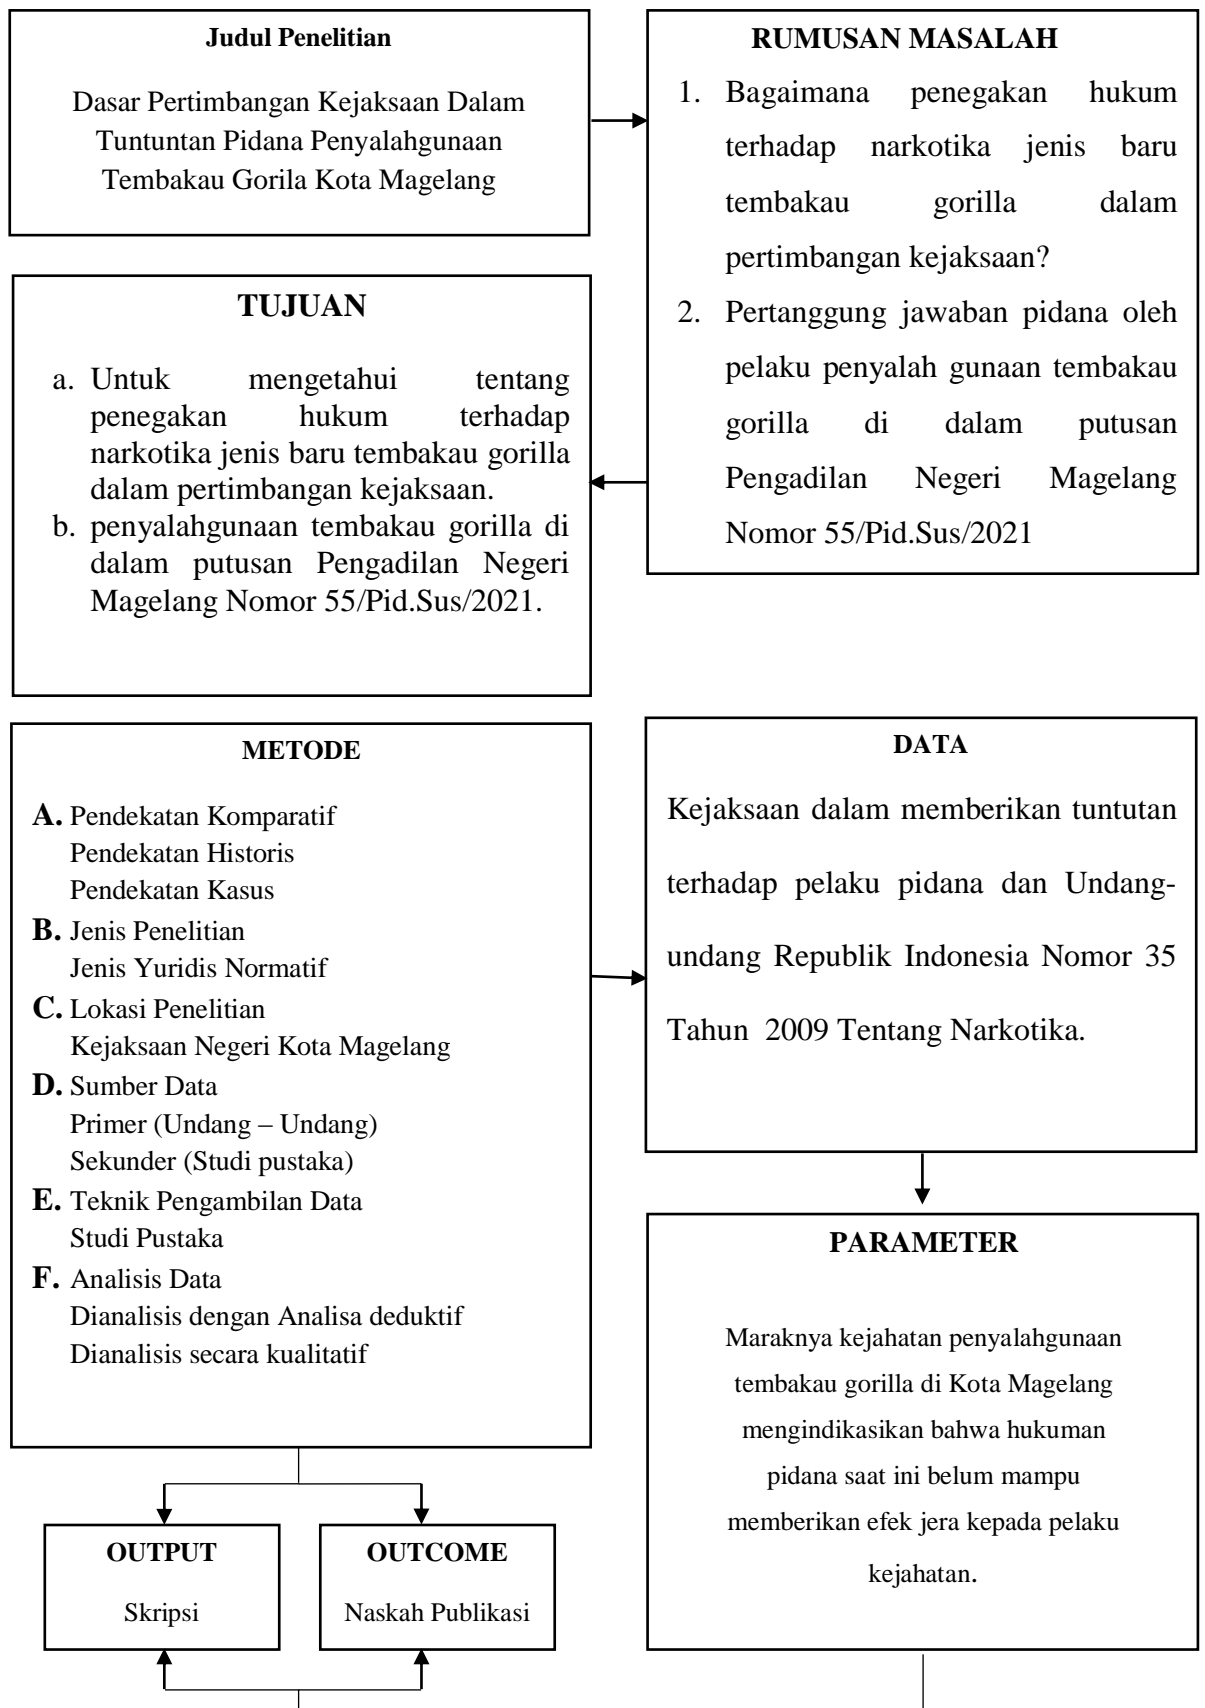 Judul Penelitian
Dasar Pertimbangan Kejaksaan Dalam
Tuntuntan Pidana Penyalahgunaan
Tembakau Gorila Kota Magelang
RUMUSAN MASALAH
1. Bagaimana penegakan hukum
terhadap narkotika jenis baru
tembakau gorilla dalam
pertimbangan kejaksaan?
2. Pertanggung jawaban pidana oleh
pelaku penyalah gunaan tembakau
gorilla di dalam putusan
Pengadilan Negeri Magelang
Nomor 55/Pid.Sus/2021
TUJUAN
a. Untuk mengetahui tentang
penegakan hukum terhadap
narkotika jenis baru tembakau gorilla
dalam pertimbangan kejaksaan.
b. penyalahgunaan tembakau gorilla di
dalam putusan Pengadilan Negeri
Magelang Nomor 55/Pid.Sus/2021.
METODE
A. Pendekatan Komparatif
Pendekatan Historis
Pendekatan Kasus
B. Jenis Penelitian
Jenis Yuridis Normatif
C. Lokasi Penelitian
Kejaksaan Negeri Kota Magelang
D. Sumber Data
Primer (Undang – Undang)
Sekunder (Studi pustaka)
E. Teknik Pengambilan Data
Studi Pustaka
F. Analisis Data
Dianalisis dengan Analisa deduktif
Dianalisis secara kualitatif
DATA
Kejaksaan dalam memberikan tuntutan
terhadap pelaku pidana dan Undang-
undang Republik Indonesia Nomor 35
Tahun 2009 Tentang Narkotika.
PARAMETER
Maraknya kejahatan penyalahgunaan
tembakau gorilla di Kota Magelang
mengindikasikan bahwa hukuman
pidana saat ini belum mampu
memberikan efek jera kepada pelaku
kejahatan.
OUTPUT
Skripsi
OUTCOME
Naskah Publikasi